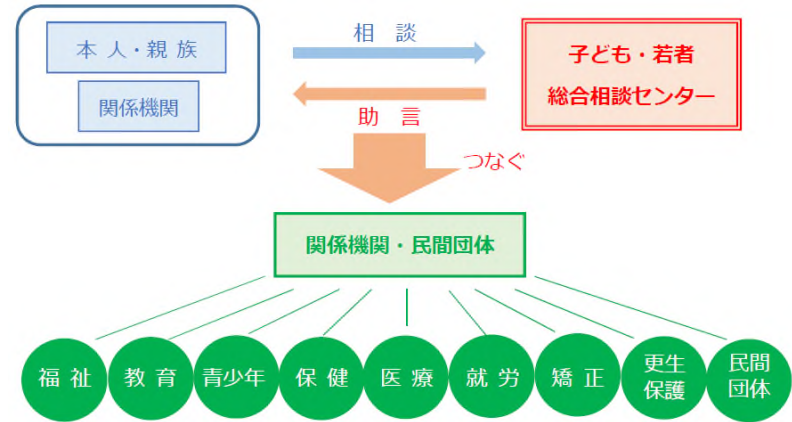 本人・親族
関係機関
相談
助言
子ども・若者
総合相談センター
つなぐ
関係機関・民間団体
福祉
教育
青少年
保健
医療
就労
矯正
更生
保護
民間
団体